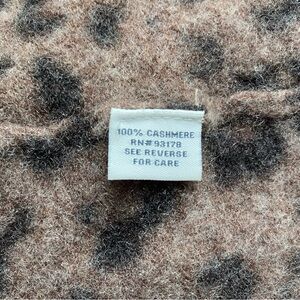 100% CASHMERE
RN#93178
SEE REVERSE
FOR CARE